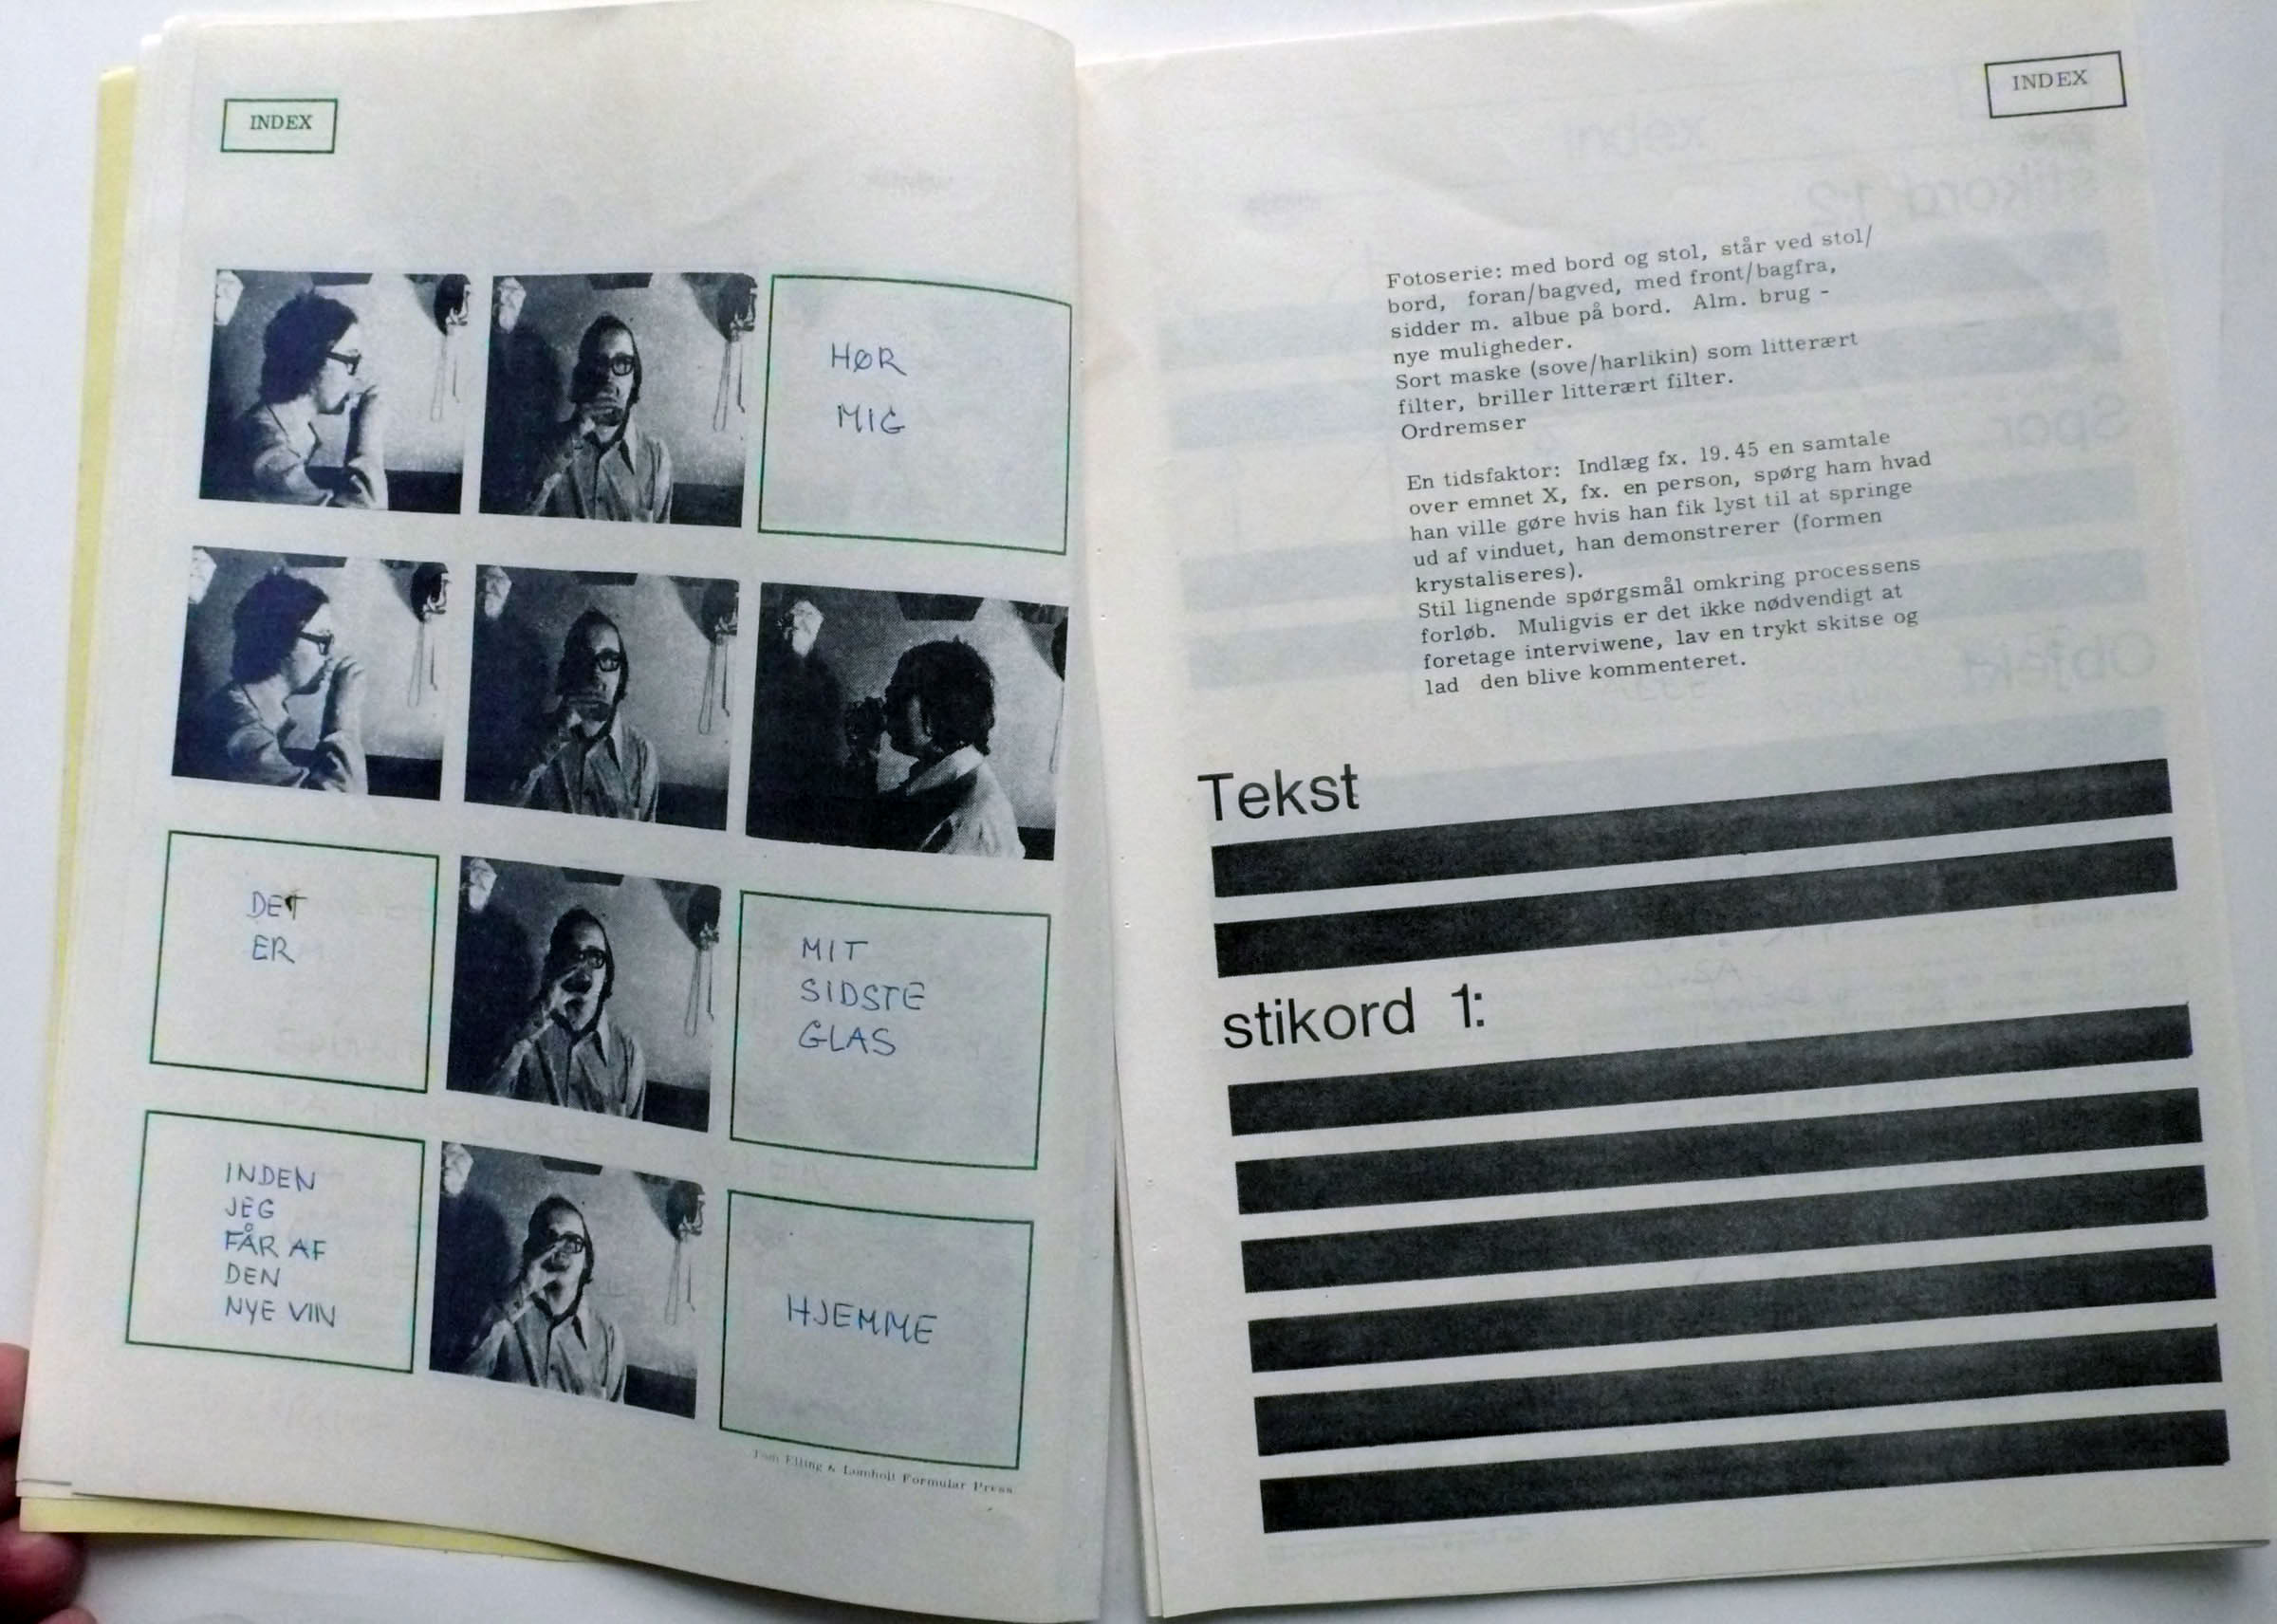 INDEX
HØR
MIG
DET
ER
MIT
SIDSTE
GLAS
INDEN
JEG
FÅR AF
DEN
NYE VIN
HJEMME
Tom Elling & Lomholt Formular Press
INDEX
Fotoserie: med bord og stol, står ved stol/
bord, foran/bagved, med front/bagfra,
sidder m. albue på bord. Alm. brug -
nye muligheder.
Sort maske (sove/harlikin) som litterært
filter, briller litterært filter.
Ordremser
En tidsfaktor: Indlæg fx. 19.45 en samtale
over emnet X, fx. en person, spørg ham hvad
han ville gøre hvis han fik lyst til at springe
ud af vinduet, han demonstrerer (formen
krystaliseres).
Stil lignende spørgsmål omkring processens
forløb. Muligvis er det ikke nødvendigt at
foretage interviwene, lav en trykt skitse og
lad den blive kommenteret.
Tekst
stikord 1: